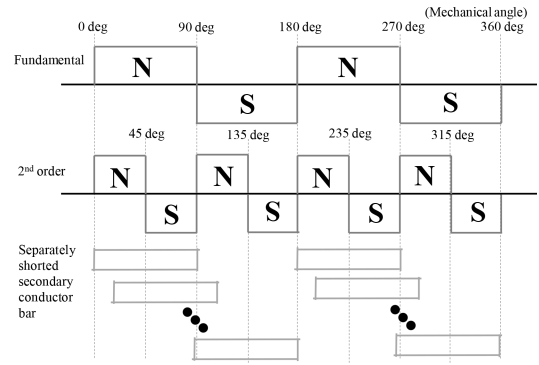 (Mechanical angle)
0 deg 90 deg 180 deg 270 deg 360 deg
Fundamental
N N
S S
45 deg 135 deg 235 deg 315 deg
2nd order
N N N N
S S S S
Separately
shorted
secondary
conductor
bar